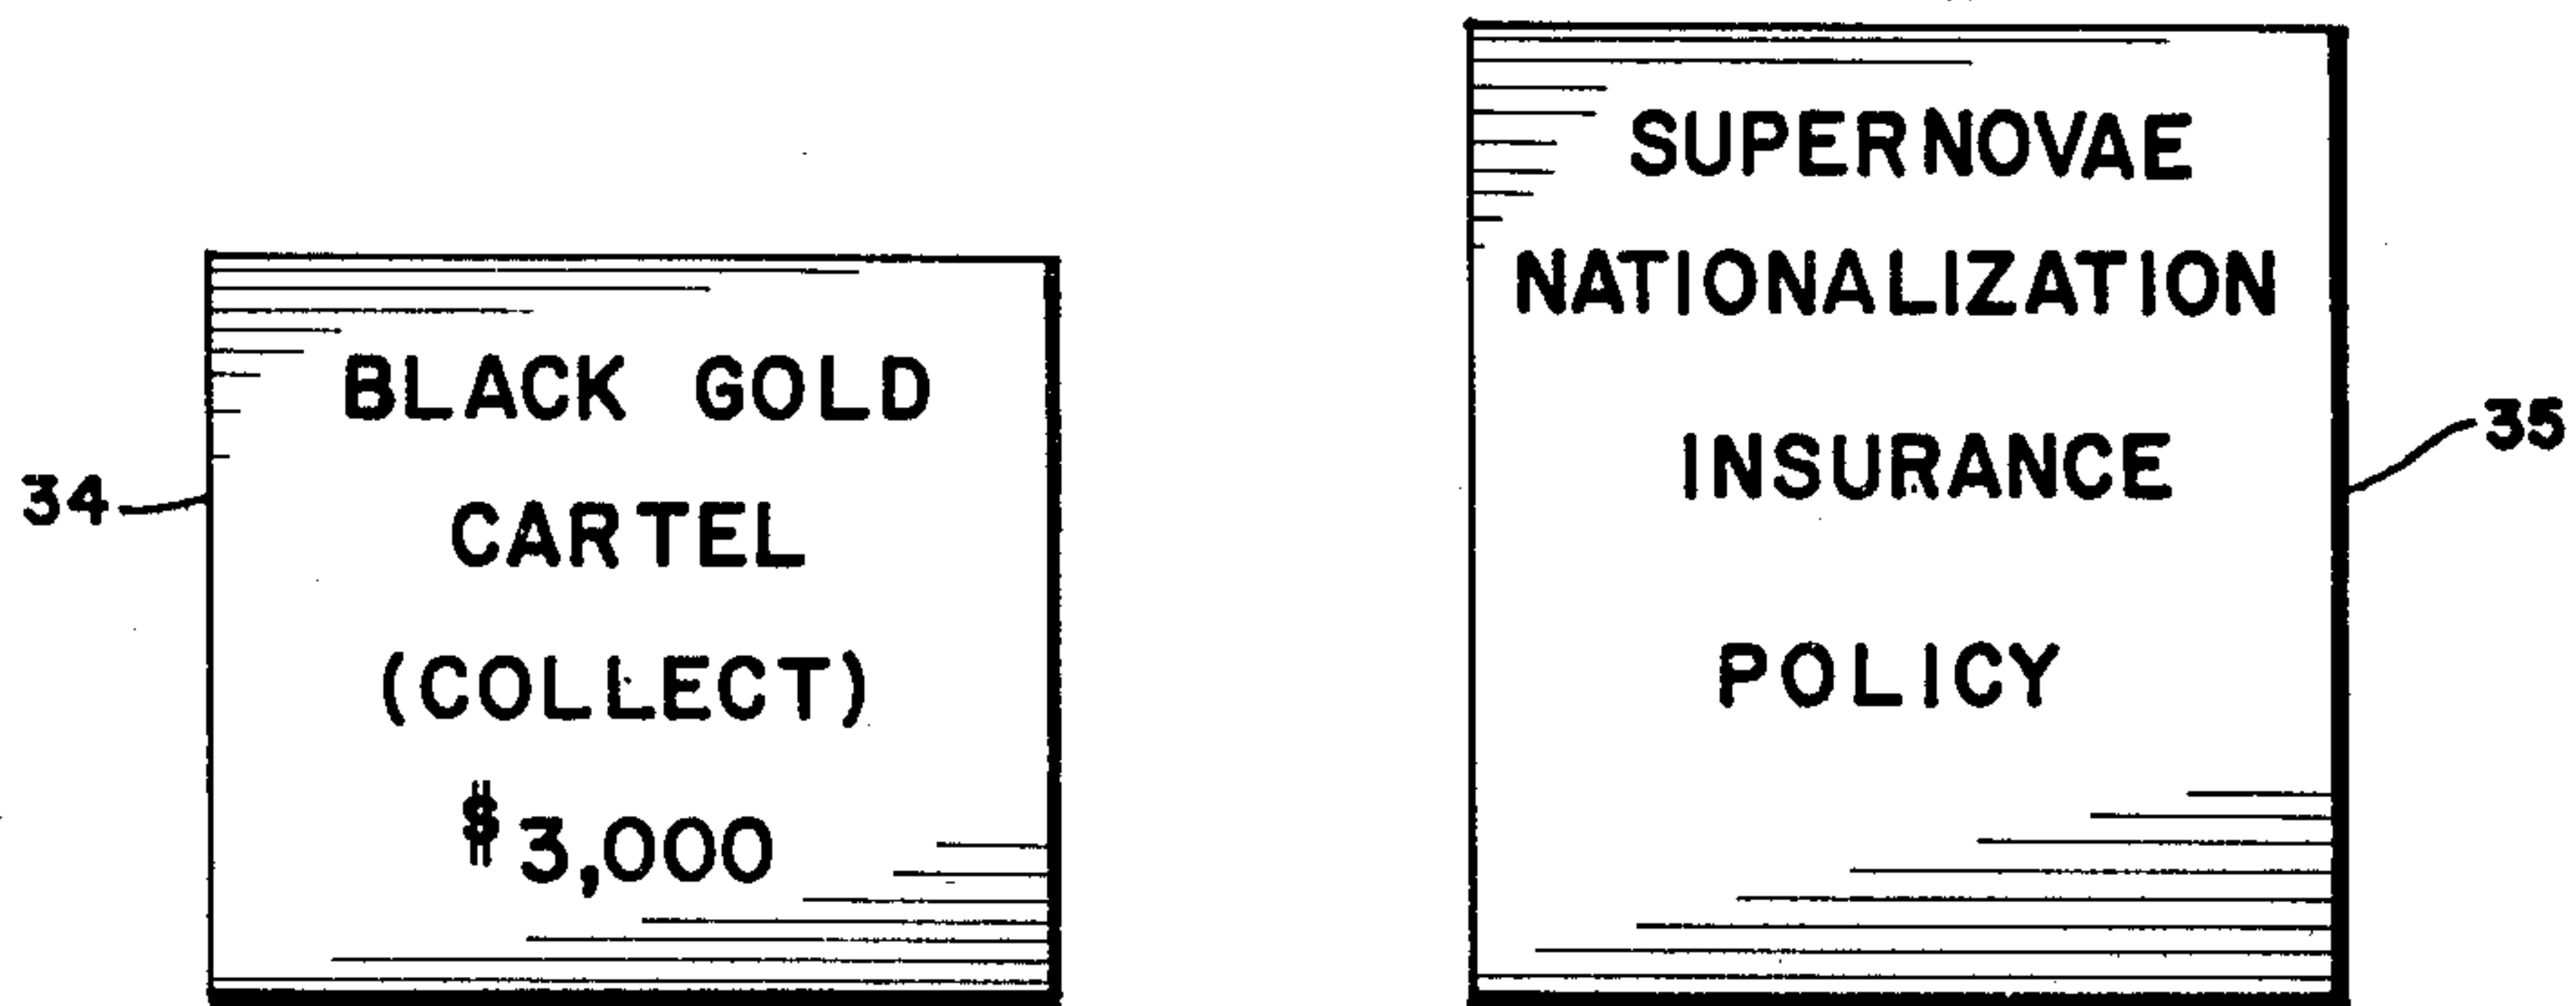 34
BLACK GOLD
CARTEL
(COLLECT)
$3,000
SUPERNOVAE
NATIONALIZATION
INSURANCE
POLICY
35